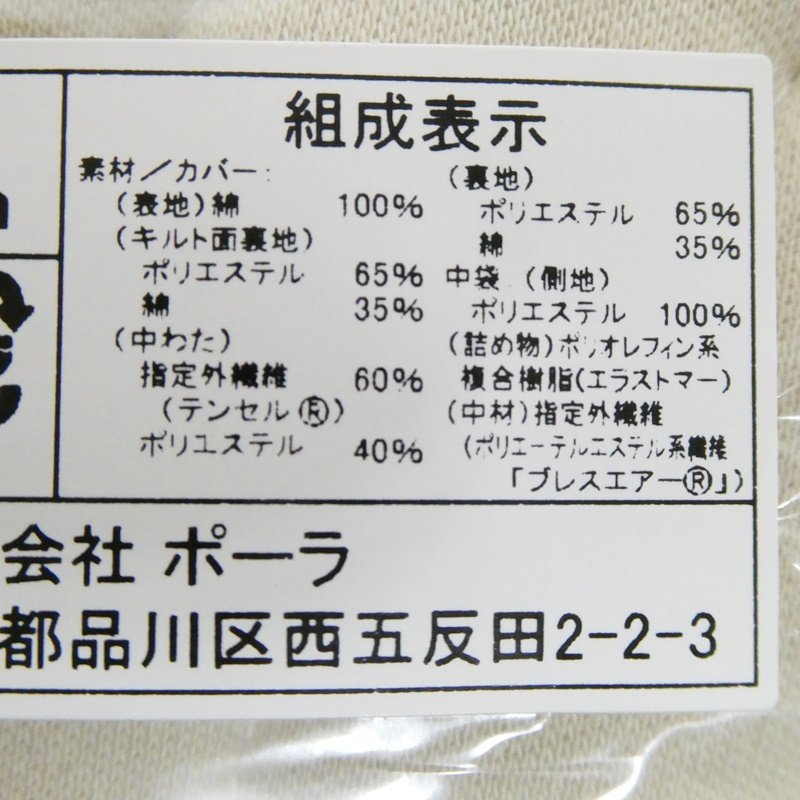 組成表示
素材／カバー:
(表地)綿 100%
(キルト面裏地)
ポリエステル 65%
綿 35%
(中わた)
指定外繊維 60%
(テンセル®)
ポリエステル 40%
(裏地)
ポリエステル 65%
綿 35%
中袋 (側地)
ポリエステル 100%
(詰め物)ポリオレフィン系
複合樹脂(エラストマー)
(中材)指定外繊維
(ポリエーテルエステル系繊維
「ブレスエアー®」)
会社 ポーラ
都品川区西五反田2-2-3